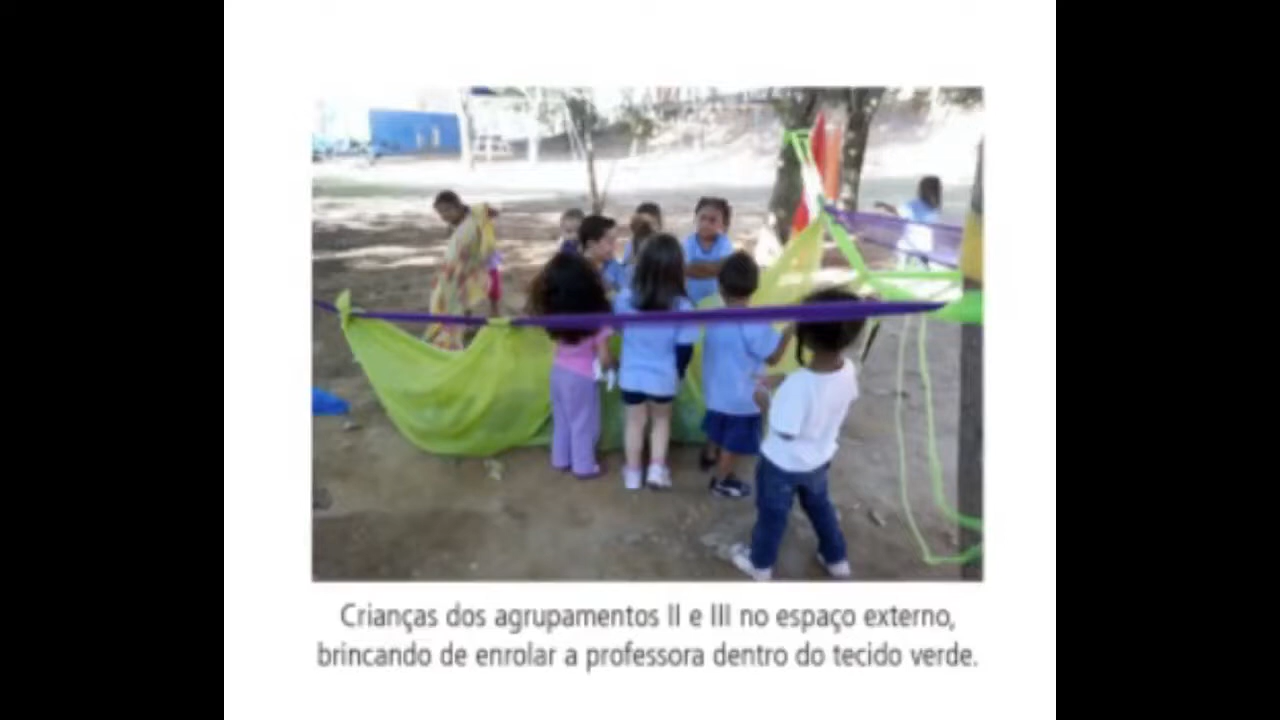 Crianças dos agrupamentos II e III no espaço externo,
brincando de enrolar a professora dentro do tecido verde.